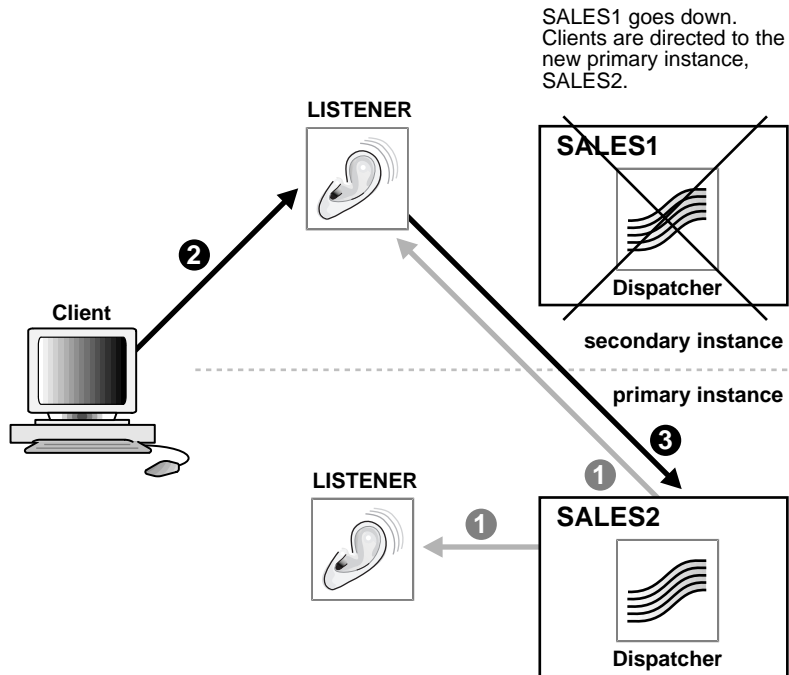 SALES1 goes down.
Clients are directed to the
new primary instance,
SALES2.
LISTENER
SALES1
2
Dispatcher
Client
secondary instance
primary instance
3
LISTENER
1
1
SALES2
Dispatcher